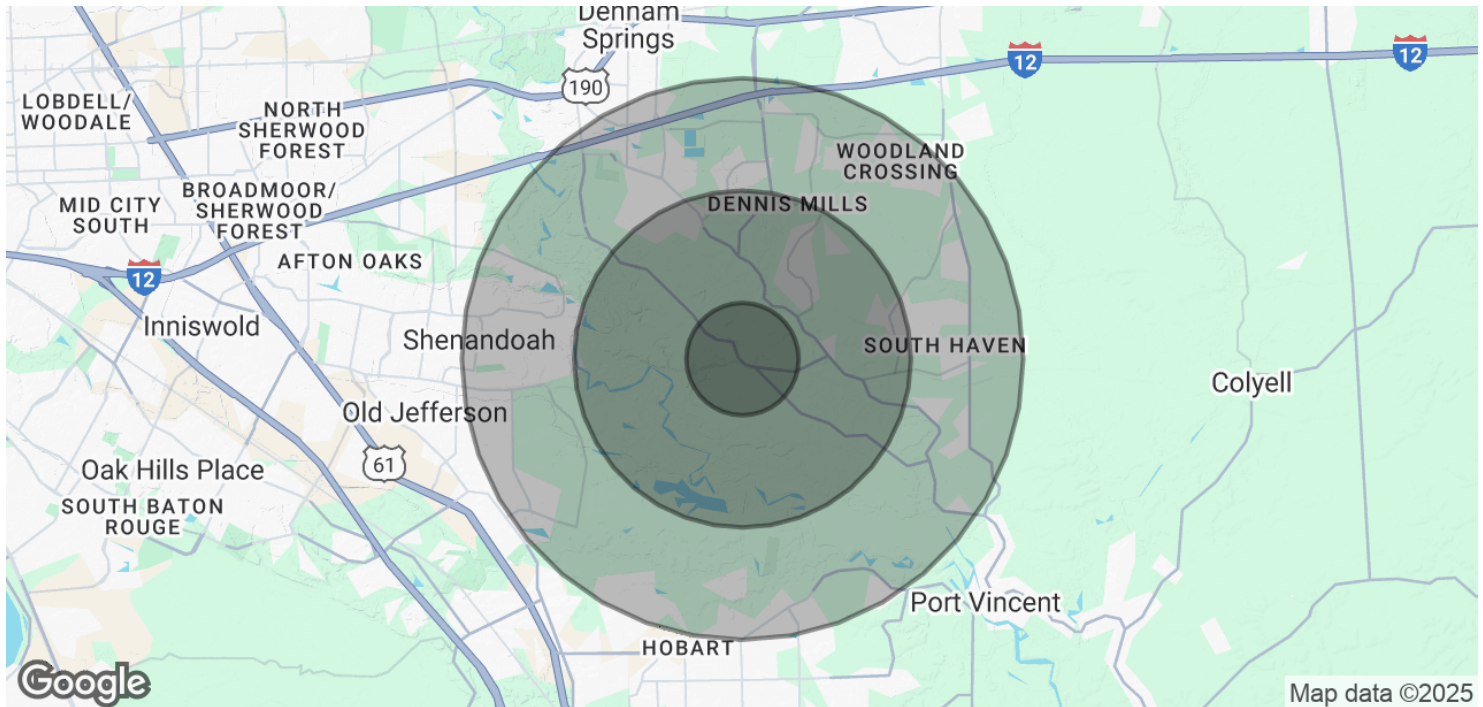 Denham
Springs
12
12
190
LOBDELL/
WOODALE
NORTH
SHERWOOD
FOREST
WOODLAND
CROSSING
BROADMOOR/
SHERWOOD
FOREST
MID CITY
SOUTH
DENNIS MILLS
AFTON OAKS
12
Inniswold
Shenandoah
SOUTH HAVEN
Colyell
Old Jefferson
61
Oak Hills Place
SOUTH BATON
ROUGE
Port Vincent
HOBART
Google
Map data ©2025